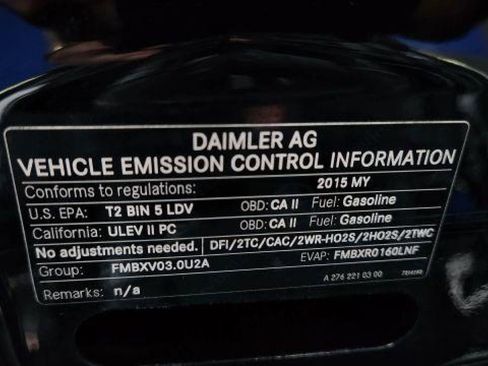 DAIMLER AG
VEHICLE EMISSION CONTROL INFORMATION
Conforms to regulations: 2015 MY
U.S. EPA: T2 BIN 5 LDV OBD: CA II Fuel: Gasoline
California: ULEV II PC OBD: CA II Fuel: Gasoline
No adjustments needed. DFI/2TC/CAC/2WR-HO2S/2HO2S/2TWC
Group: FMBXV03.0U2A EVAP: FMBXR0160LNF
A 276 221 03 00
Remarks: n/a